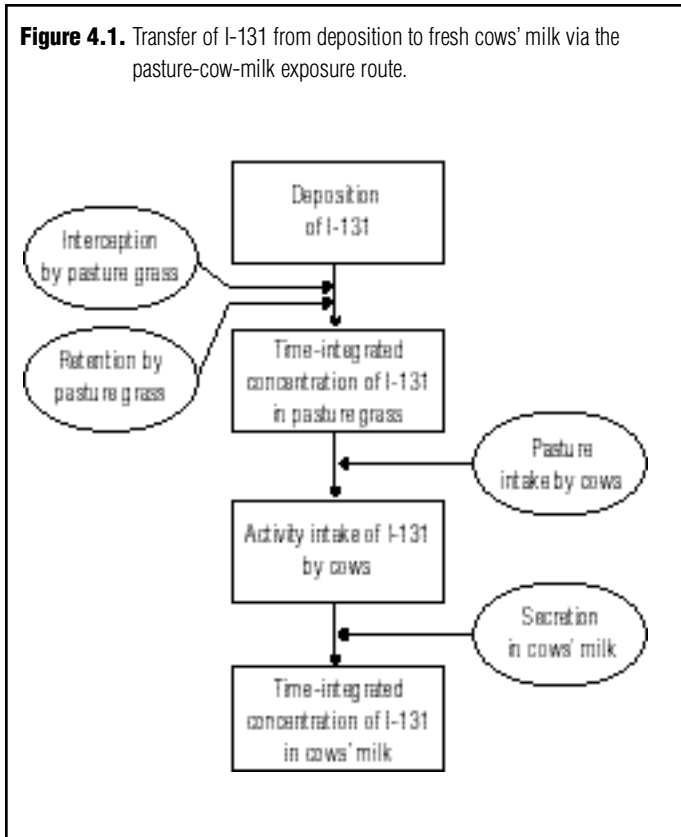 Figure 4.1. Transfer of I-131 from deposition to fresh cows' milk via the
pasture-cow-milk exposure route.
Deposition
of I-131
Interception
by pasture grass
Retention by
pasture grass
Time-integrated
concentration of I-131
in pasture grass
Pasture
intake by cows
Activity intake of I-131
by cows
Secretion
in cows' milk
Time-integrated
concentration of I-131
in cows' milk